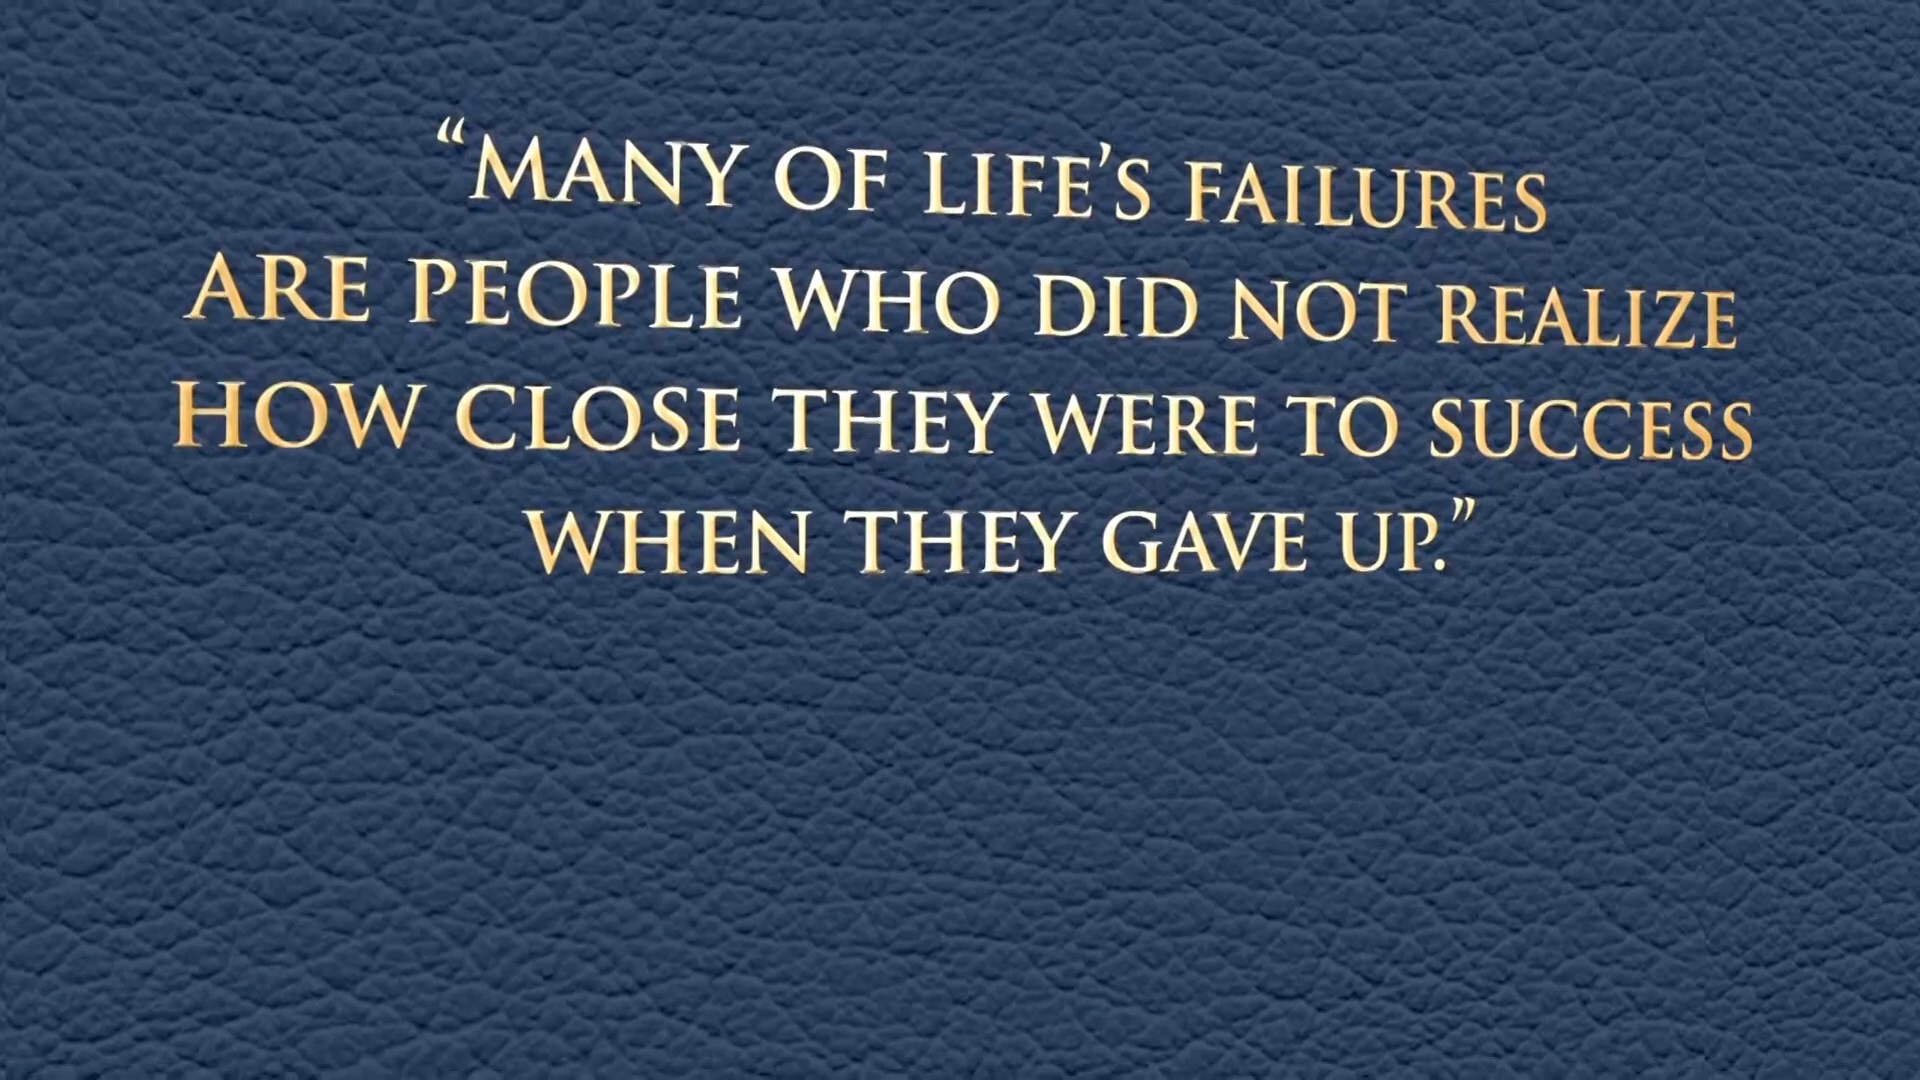 “MANY OF LIFE’S FAILURES
ARE PEOPLE WHO DID NOT REALIZE
HOW CLOSE THEY WERE TO SUCCESS
WHEN THEY GAVE UP.”